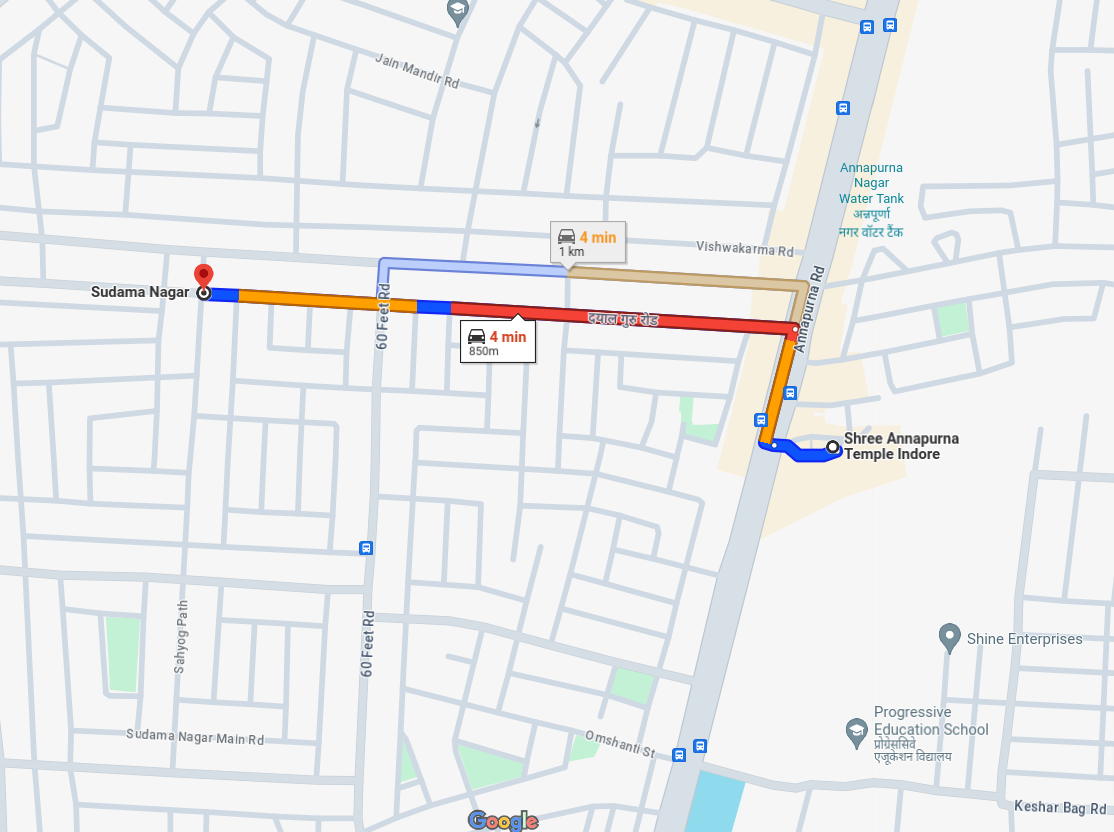 Jain Mandir Rd
Annapurna
Nagar
Water Tank
अन्नपूर्णा
नगर वॉटर टैंक
4 min
1 km
Vishwakarma Rd
Annapurna Rd
Sudama Nagar
60 Feet Rd
दयाल गुरु रोड
4 min
850m
Shree Annapurna
Temple Indore
Sahyog Path
60 Feet Rd
Shine Enterprises
Progressive
Education School
प्रोग्रेससिवे
एजूकेशन विद्यालय
Sudama Nagar Main Rd
Omshanti St
Keshar Bag Rd
Google